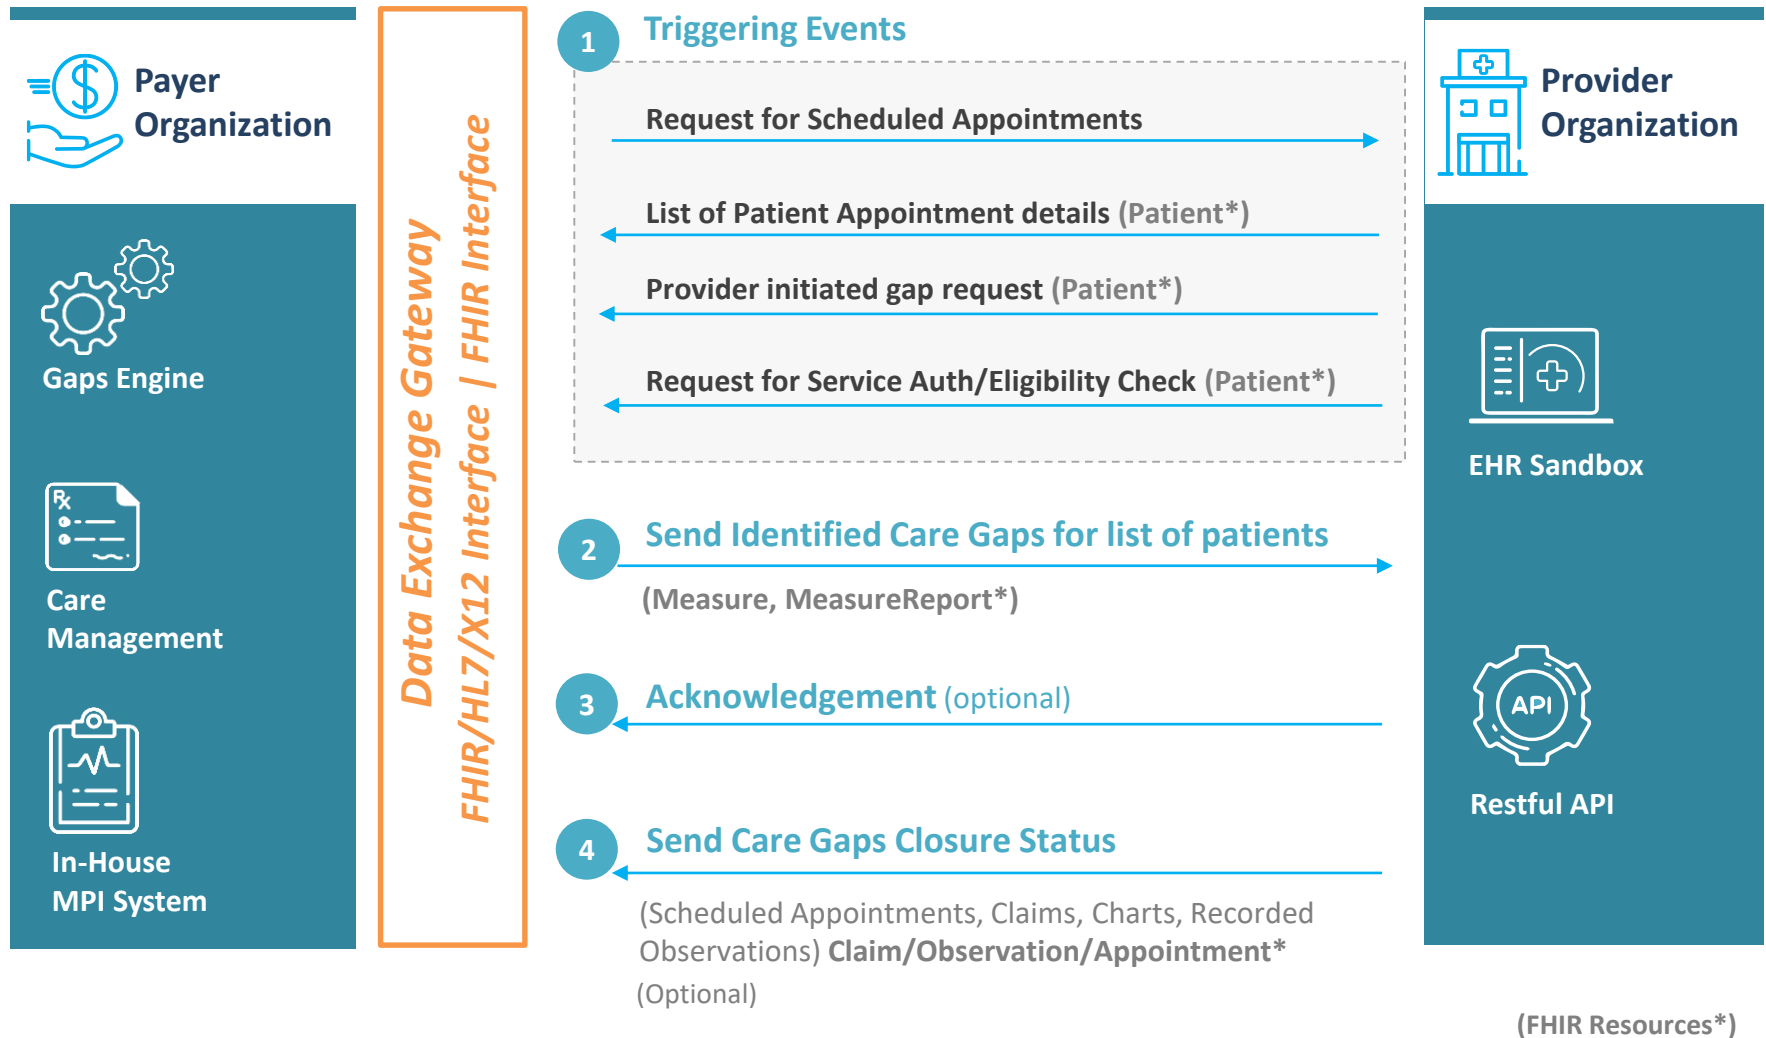 Payer
Organization
Gaps Engine
Rx
Care
Management
In-House
MPI System
Data Exchange Gateway
FHIR/HL7/X12 Interface | FHIR Interface
1
Triggering Events
Request for Scheduled Appointments
List of Patient Appointment details (Patient*)
Provider initiated gap request (Patient*)
Request for Service Auth/Eligibility Check (Patient*)
2
Send Identified Care Gaps for list of patients
(Measure, MeasureReport*)
3
Acknowledgement (optional)
4
Send Care Gaps Closure Status
(Scheduled Appointments, Claims, Charts, Recorded
Observations) Claim/Observation/Appointment*
(Optional)
Provider
Organization
EHR Sandbox
API
Restful API
(FHIR Resources*)